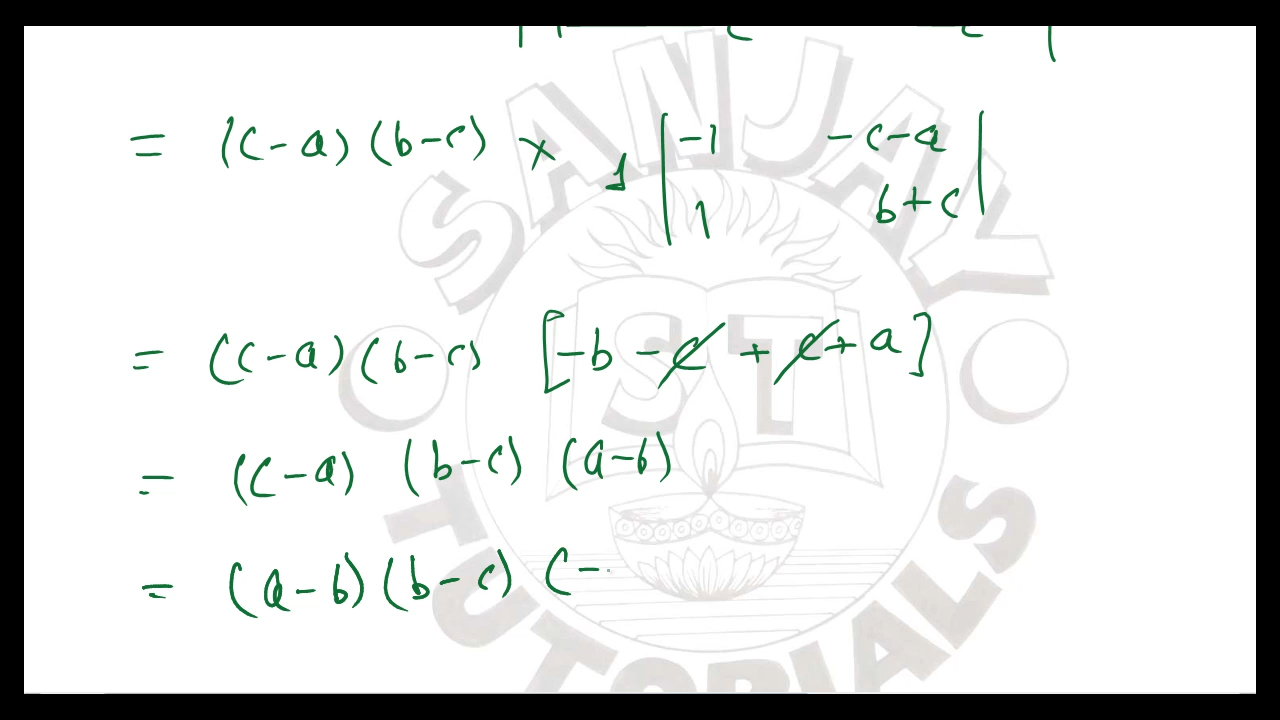 = (c-a) (b-c) × 1 | -1 -c-a |
| 1 b+c |
= (c-a) (b-c) [-b - c + c + a]
= (c-a) (b-c) (a-b)
= (a-b) (b-c) (c-
SANJAY
ST
TUTORIALS